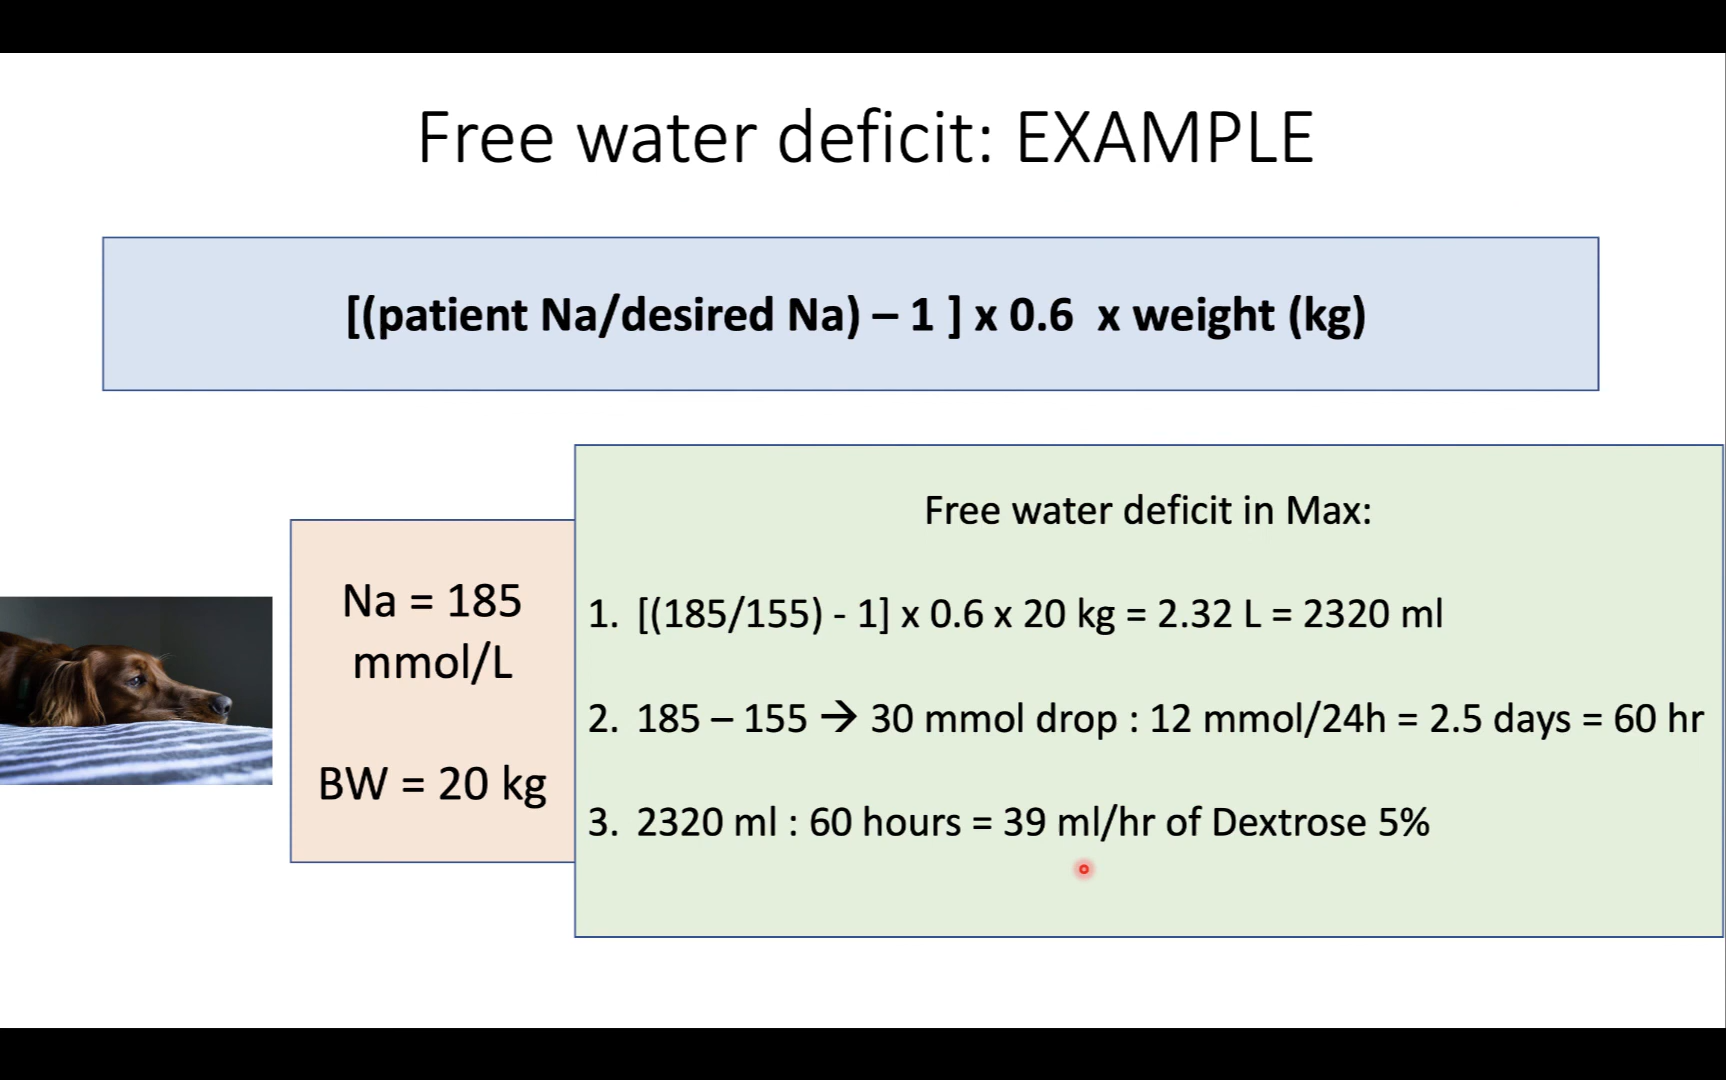 Free water deficit: EXAMPLE
[(patient Na/desired Na) – 1 ] x 0.6 x weight (kg)
Na = 185
mmol/L
BW = 20 kg
Free water deficit in Max:
1. [(185/155) - 1] x 0.6 x 20 kg = 2.32 L = 2320 ml
2. 185 – 155 → 30 mmol drop : 12 mmol/24h = 2.5 days = 60 hr
3. 2320 ml : 60 hours = 39 ml/hr of Dextrose 5%